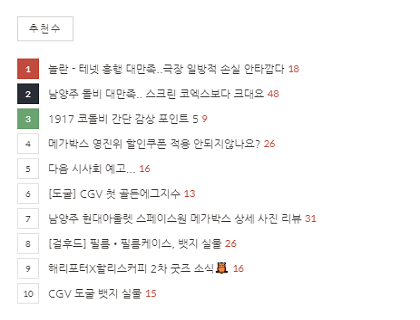 추천수
1 놀란 - 테넷 흥행 대만족..극장 일방적 손실 안타깝다 18
2 남양주 돌비 대만족.. 스크린 코엑스보다 크대요 48
3 1917 코돌비 간단 감상 포인트 5 9
4 메가박스 영진위 할인쿠폰 적용 안되지않나요? 26
5 다음 시사회 예고... 16
6 [도굴] CGV 첫 골든에그지수 13
7 남양주 현대아울렛 스페이스원 메가박스 상세 사진 리뷰 31
8 [걸후드] 필름・필름케이스, 뱃지 실물 26
9 해리포터X할리스커피 2차 굿즈 소식 16
10 CGV 도굴 뱃지 실물 15